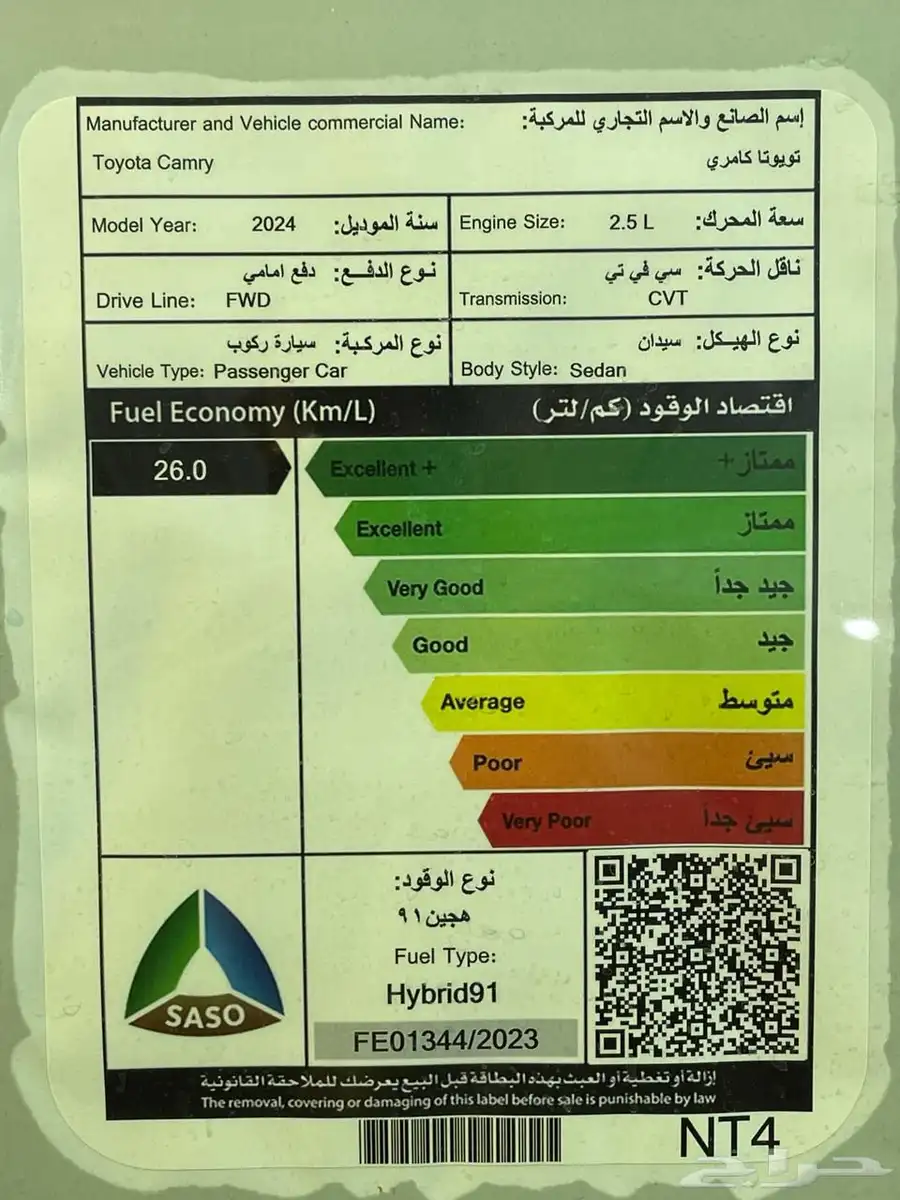 Manufacturer and Vehicle commercial Name: إسم الصانع والاسم التجاري للمركبة:
Toyota Camry تويوتا كامري
Model Year: 2024 سنة الموديل:
Engine Size: 2.5 L سعة المحرك:
نوع الدفـــع: دفع امامي
Drive Line: FWD
ناقل الحركة: سي في تي
Transmission: CVT
نوع المركـبة: سيارة ركوب
Vehicle Type: Passenger Car
نوع الهيــكل: سيدان
Body Style: Sedan
Fuel Economy (Km/L) اقتصاد الوقود (كم/لتر)
26.0
Excellent + ممتاز+
Excellent ممتاز
Very Good جيد جداً
Good جيد
Average متوسط
Poor سيئ
Very Poor سيئ جداً
SASO
نوع الوقود:
هجين ٩١
Fuel Type:
Hybrid91
FE01344/2023
إزالة أو تغطية أو العبث بهذه البطاقة قبل البيع يعرضك للملاحقة القانونية
The removal, covering or damaging of this label before sale is punishable by law
NT4
حراج